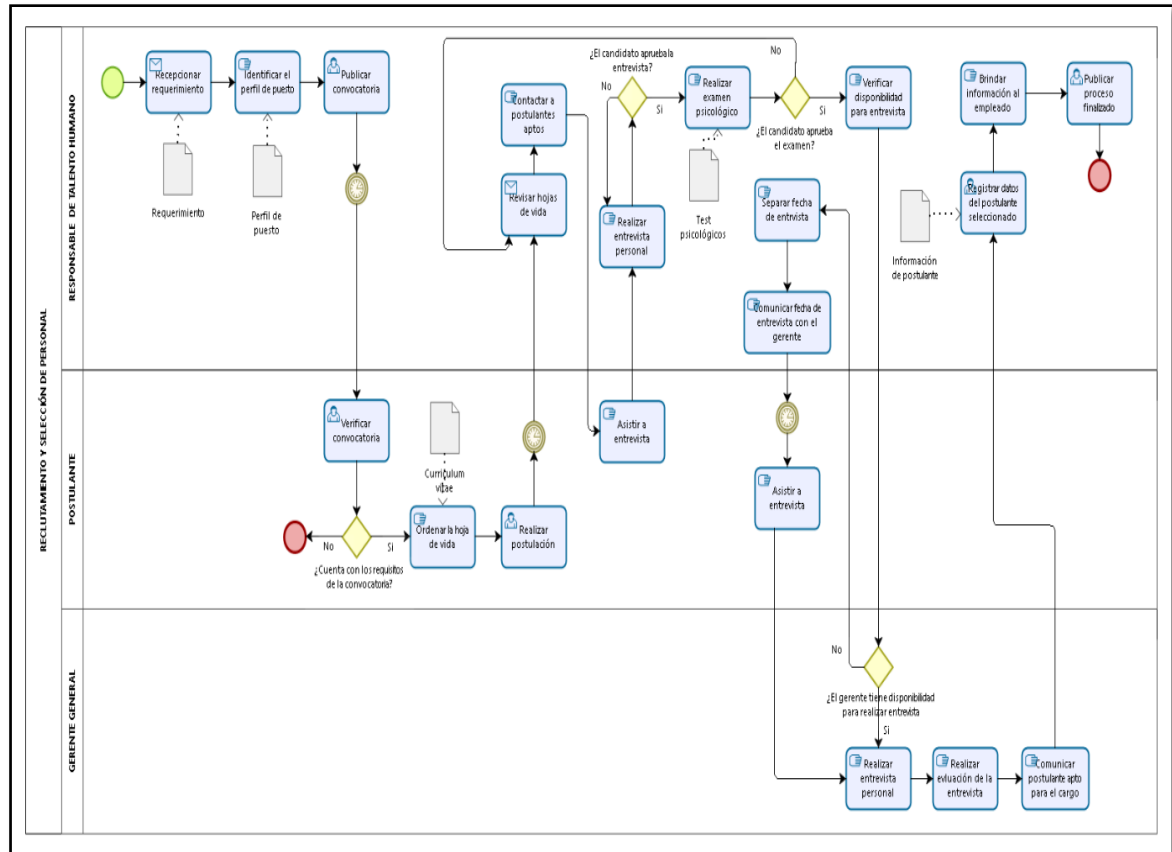 RECLUTAMIENTO Y SELECCIÓN DE PERSONAL
RESPONSABLE DE TALENTO HUMANO
Recepcionar
requerimiento
Identificar el
perfil de puesto
Publicar
convocatoria
Requerimiento
Perfil de
puesto
Contactar a
postulantes
aptos
Revisar hojas
de vida
¿El candidato aprueba la
entrevista?
No
Si
Realizar
entrevista
personal
Realizar
examen
psicológico
Test
psicológicos
No
Si
¿El candidato aprueba
el examen?
Verificar
disponibilidad
para entrevista
Separar fecha
de entrvista
Comunicar fecha de
entrevista con el
gerente
Brindar
información al
empleado
Publicar
proceso
finalizado
Registrar datos
del postulante
seleccionado
Información
de postulante
POSTULANTE
Verificar
convocatoria
No
Si
¿Cuenta con los requisitos
de la convocatoria?
Curriculum
vitae
Ordenar la hoja
de vida
Realizar
postulación
Asistir a
entrevista
Asistir a
entrevista
GERENTE GENERAL
No
¿El gerente tiene disponibilidad
para realizar entrevista
Si
Realizar
entrevista
personal
Realizar
evluación de la
entrevista
Comunicar
postulante apto
para el cargo